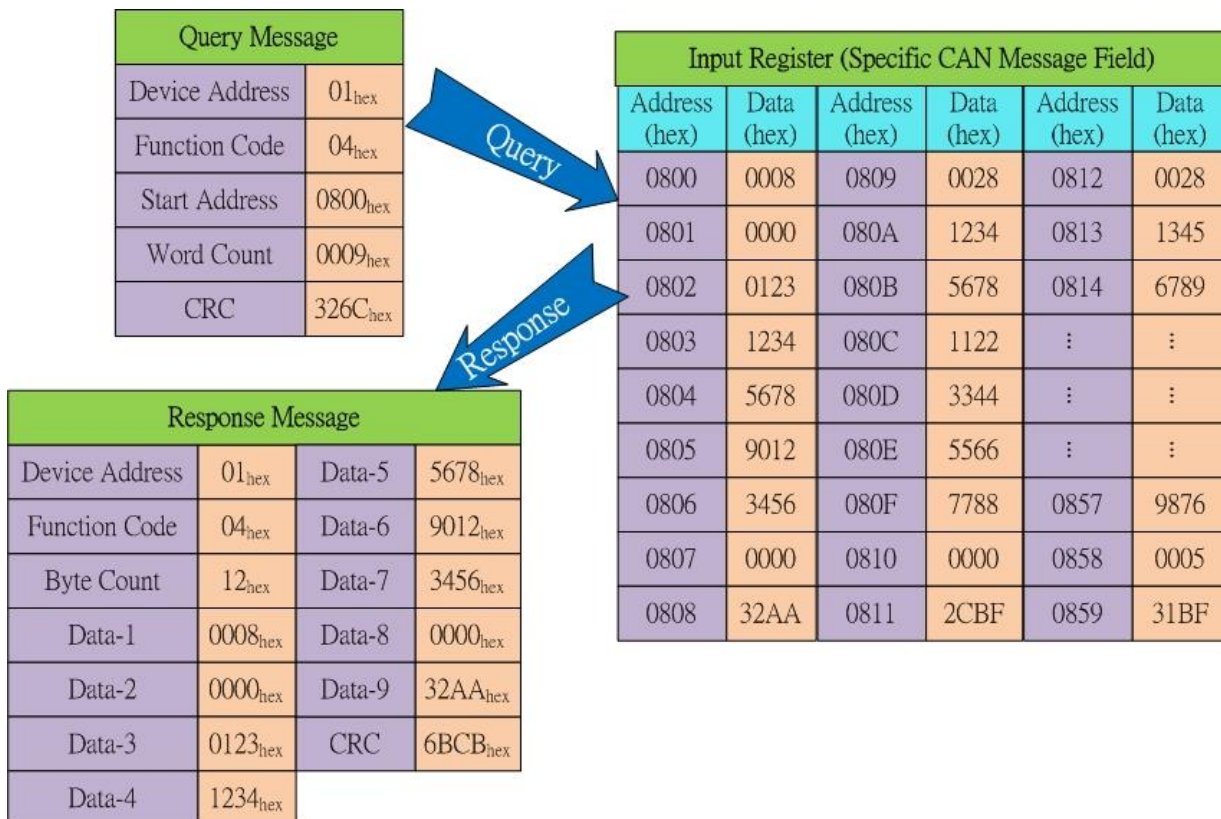 Query Message
Device Address 01hex
Function Code 04hex
Start Address 0800hex
Word Count 0009hex
CRC 326Chex
Query
Response
Input Register (Specific CAN Message Field)
Address (hex) Data (hex) Address (hex) Data (hex) Address (hex) Data (hex)
0800 0008 0809 0028 0812 0028
0801 0000 080A 1234 0813 1345
0802 0123 080B 5678 0814 6789
0803 1234 080C 1122 ⋮ ⋮
0804 5678 080D 3344 ⋮ ⋮
0805 9012 080E 5566 ⋮ ⋮
0806 3456 080F 7788 0857 9876
0807 0000 0810 0000 0858 0005
0808 32AA 0811 2CBF 0859 31BF
Response Message
Device Address 01hex Data-5 5678hex
Function Code 04hex Data-6 9012hex
Byte Count 12hex Data-7 3456hex
Data-1 0008hex Data-8 0000hex
Data-2 0000hex Data-9 32AAhex
Data-3 0123hex CRC 6BCBhex
Data-4 1234hex